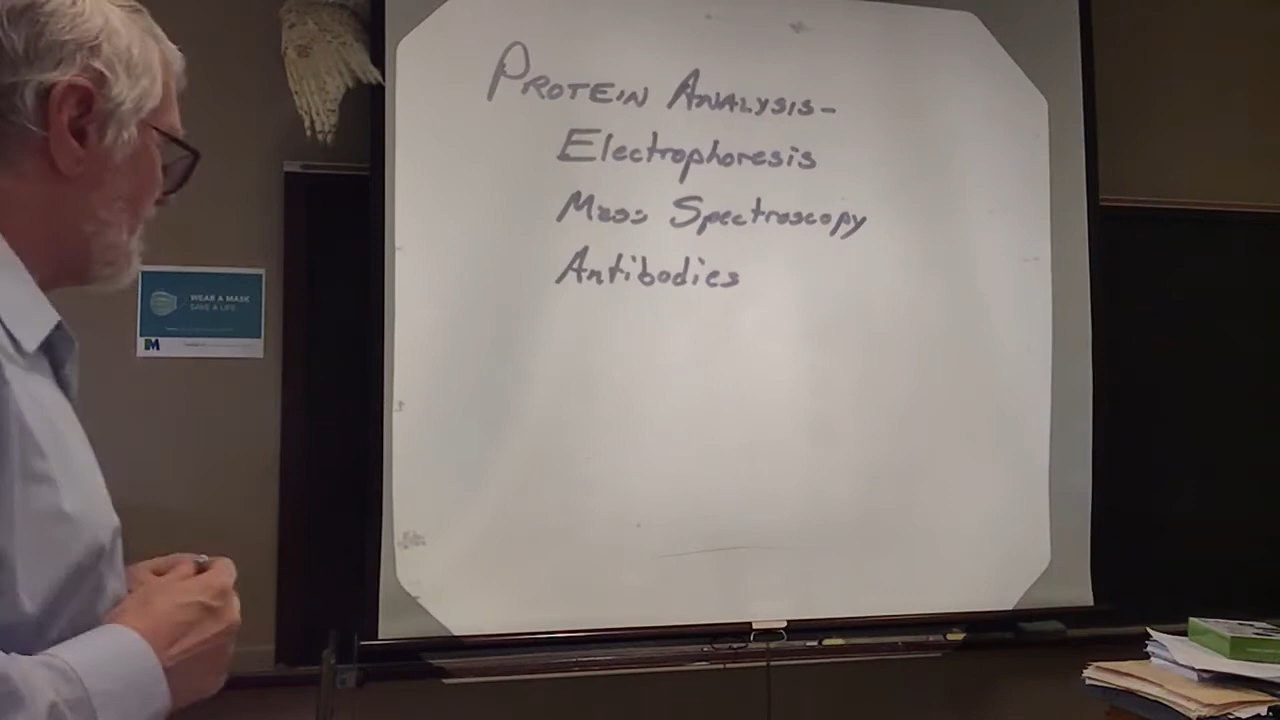 PROTEIN ANALYSIS-
Electrophoresis
Mass Spectroscopy
Antibodies
WEAR A MASK
SAVE A LIFE
M